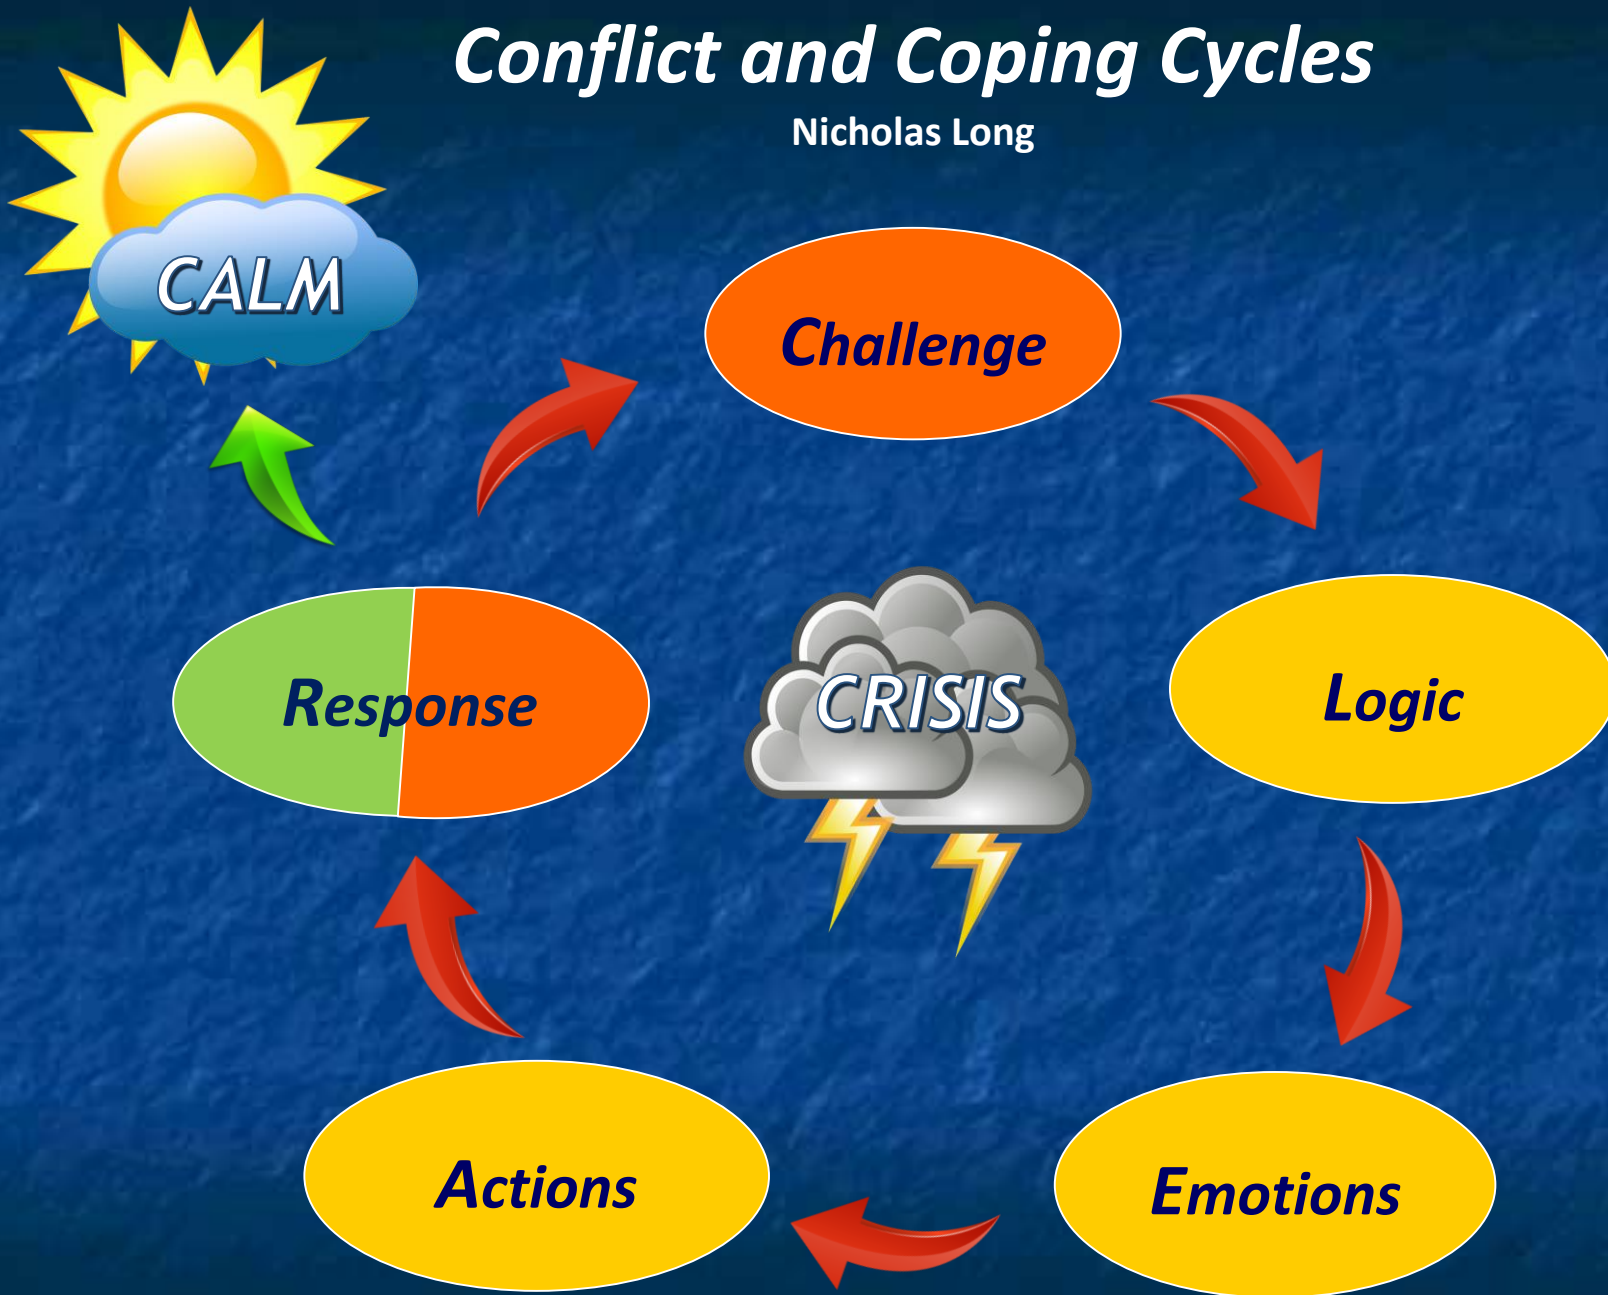 Conflict and Coping Cycles
Nicholas Long
CALM
Challenge
Response
CRISIS
Logic
Actions
Emotions